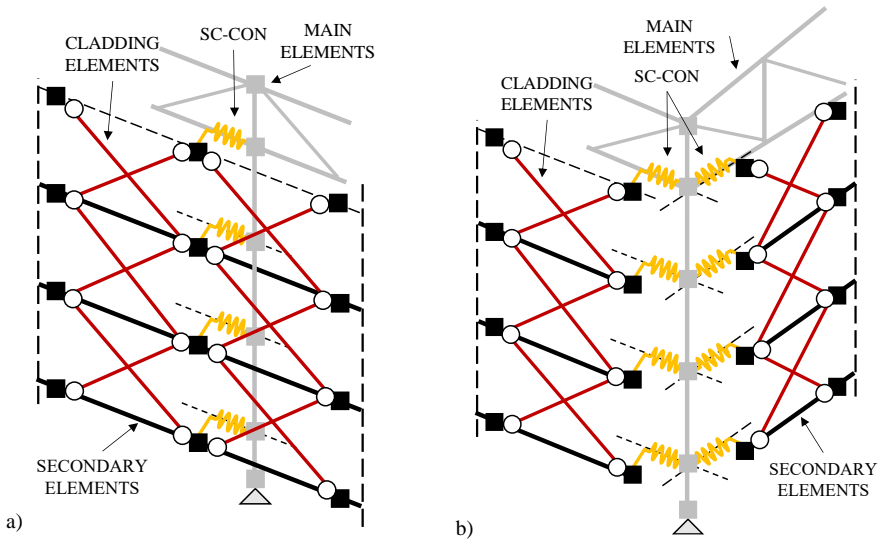 CLADDING
ELEMENTS
SC-CON
MAIN
ELEMENTS
SECONDARY
ELEMENTS
a)
MAIN
ELEMENTS
SC-CON
CLADDING
ELEMENTS
SECONDARY
ELEMENTS
b)